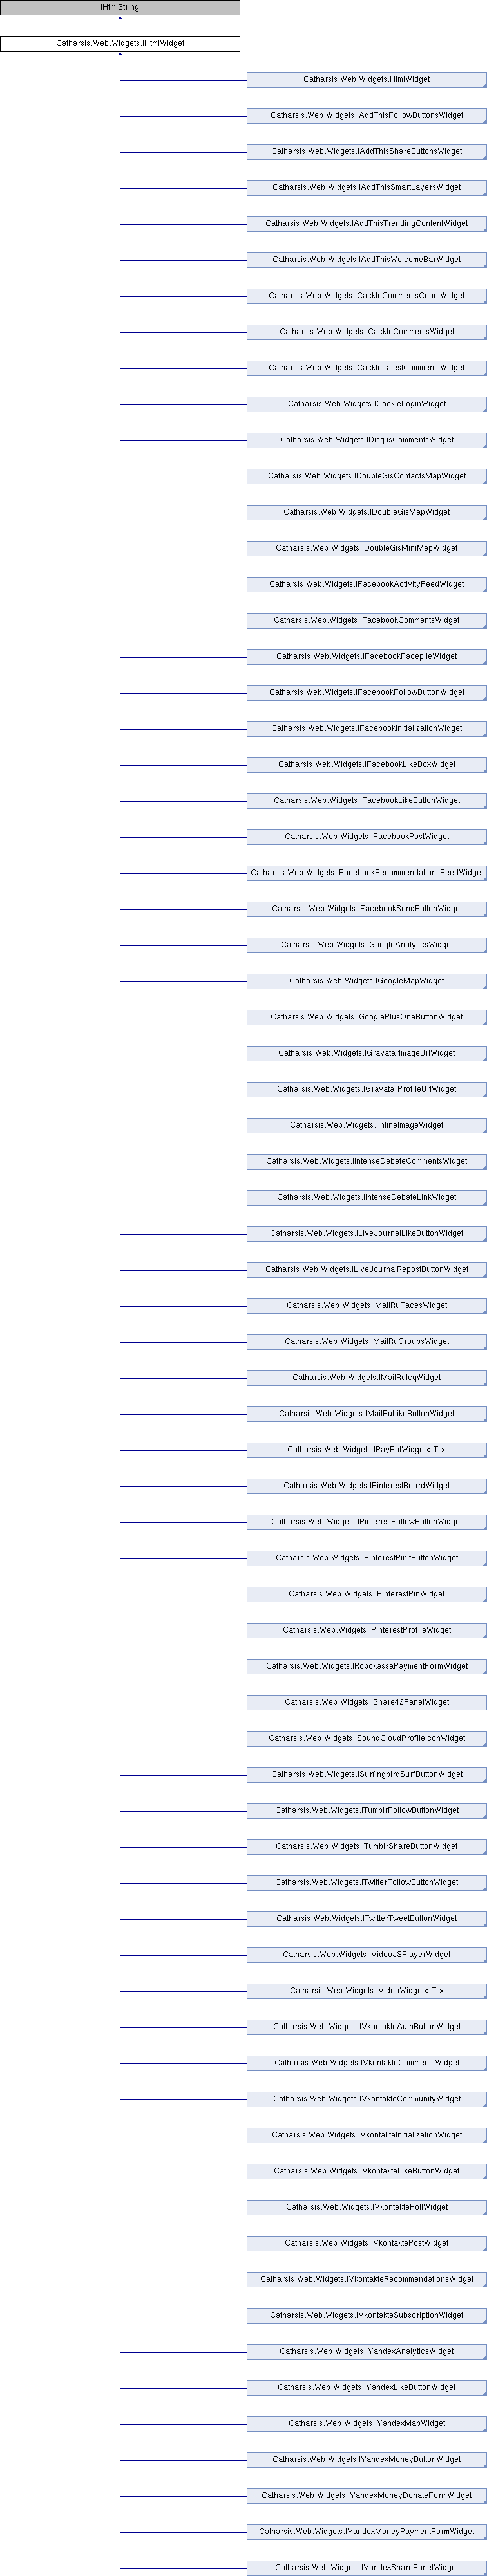 IHtmlString
Catharsis.Web.Widgets.IHtmlWidget
Catharsis.Web.Widgets.HtmlWidget
Catharsis.Web.Widgets.IAddThisFollowButtonsWidget
Catharsis.Web.Widgets.IAddThisShareButtonsWidget
Catharsis.Web.Widgets.IAddThisSmartLayersWidget
Catharsis.Web.Widgets.IAddThisTrendingContentWidget
Catharsis.Web.Widgets.IAddThisWelcomeBarWidget
Catharsis.Web.Widgets.ICackleCommentsCountWidget
Catharsis.Web.Widgets.ICackleCommentsWidget
Catharsis.Web.Widgets.ICackleLatestCommentsWidget
Catharsis.Web.Widgets.ICackleLoginWidget
Catharsis.Web.Widgets.IDisqusCommentsWidget
Catharsis.Web.Widgets.IDoubleGisContactsMapWidget
Catharsis.Web.Widgets.IDoubleGisMapWidget
Catharsis.Web.Widgets.IDoubleGisMiniMapWidget
Catharsis.Web.Widgets.IFacebookActivityFeedWidget
Catharsis.Web.Widgets.IFacebookCommentsWidget
Catharsis.Web.Widgets.IFacebookFacepileWidget
Catharsis.Web.Widgets.IFacebookFollowButtonWidget
Catharsis.Web.Widgets.IFacebookInitializationWidget
Catharsis.Web.Widgets.IFacebookLikeBoxWidget
Catharsis.Web.Widgets.IFacebookLikeButtonWidget
Catharsis.Web.Widgets.IFacebookPostWidget
Catharsis.Web.Widgets.IFacebookRecommendationsFeedWidget
Catharsis.Web.Widgets.IFacebookSendButtonWidget
Catharsis.Web.Widgets.IGoogleAnalyticsWidget
Catharsis.Web.Widgets.IGoogleMapWidget
Catharsis.Web.Widgets.IGooglePlusOneButtonWidget
Catharsis.Web.Widgets.IGravatarImageUrlWidget
Catharsis.Web.Widgets.IGravatarProfileUrlWidget
Catharsis.Web.Widgets.IInlineImageWidget
Catharsis.Web.Widgets.IIntenseDebateCommentsWidget
Catharsis.Web.Widgets.IIntenseDebateLinkWidget
Catharsis.Web.Widgets.ILiveJournalLikeButtonWidget
Catharsis.Web.Widgets.ILiveJournalRepostButtonWidget
Catharsis.Web.Widgets.IMailRuFacesWidget
Catharsis.Web.Widgets.IMailRuGroupsWidget
Catharsis.Web.Widgets.IMailRuIcqWidget
Catharsis.Web.Widgets.IMailRuLikeButtonWidget
Catharsis.Web.Widgets.IPayPalWidget< T >
Catharsis.Web.Widgets.IPinterestBoardWidget
Catharsis.Web.Widgets.IPinterestFollowButtonWidget
Catharsis.Web.Widgets.IPinterestPinItButtonWidget
Catharsis.Web.Widgets.IPinterestPinWidget
Catharsis.Web.Widgets.IPinterestProfileWidget
Catharsis.Web.Widgets.IRobokassaPaymentFormWidget
Catharsis.Web.Widgets.IShare42PanelWidget
Catharsis.Web.Widgets.ISoundCloudProfileIconWidget
Catharsis.Web.Widgets.ISurfingbirdSurfButtonWidget
Catharsis.Web.Widgets.ITumblrFollowButtonWidget
Catharsis.Web.Widgets.ITumblrShareButtonWidget
Catharsis.Web.Widgets.ITwitterFollowButtonWidget
Catharsis.Web.Widgets.ITwitterTweetButtonWidget
Catharsis.Web.Widgets.IVideoJSPlayerWidget
Catharsis.Web.Widgets.IVideoWidget< T >
Catharsis.Web.Widgets.IVkontakteAuthButtonWidget
Catharsis.Web.Widgets.IVkontakteCommentsWidget
Catharsis.Web.Widgets.IVkontakteCommunityWidget
Catharsis.Web.Widgets.IVkontakteInitializationWidget
Catharsis.Web.Widgets.IVkontakteLikeButtonWidget
Catharsis.Web.Widgets.IVkontaktePollWidget
Catharsis.Web.Widgets.IVkontaktePostWidget
Catharsis.Web.Widgets.IVkontakteRecommendationsWidget
Catharsis.Web.Widgets.IVkontakteSubscriptionWidget
Catharsis.Web.Widgets.IYandexAnalyticsWidget
Catharsis.Web.Widgets.IYandexLikeButtonWidget
Catharsis.Web.Widgets.IYandexMapWidget
Catharsis.Web.Widgets.IYandexMoneyButtonWidget
Catharsis.Web.Widgets.IYandexMoneyDonateFormWidget
Catharsis.Web.Widgets.IYandexMoneyPaymentFormWidget
Catharsis.Web.Widgets.IYandexSharePanelWidget